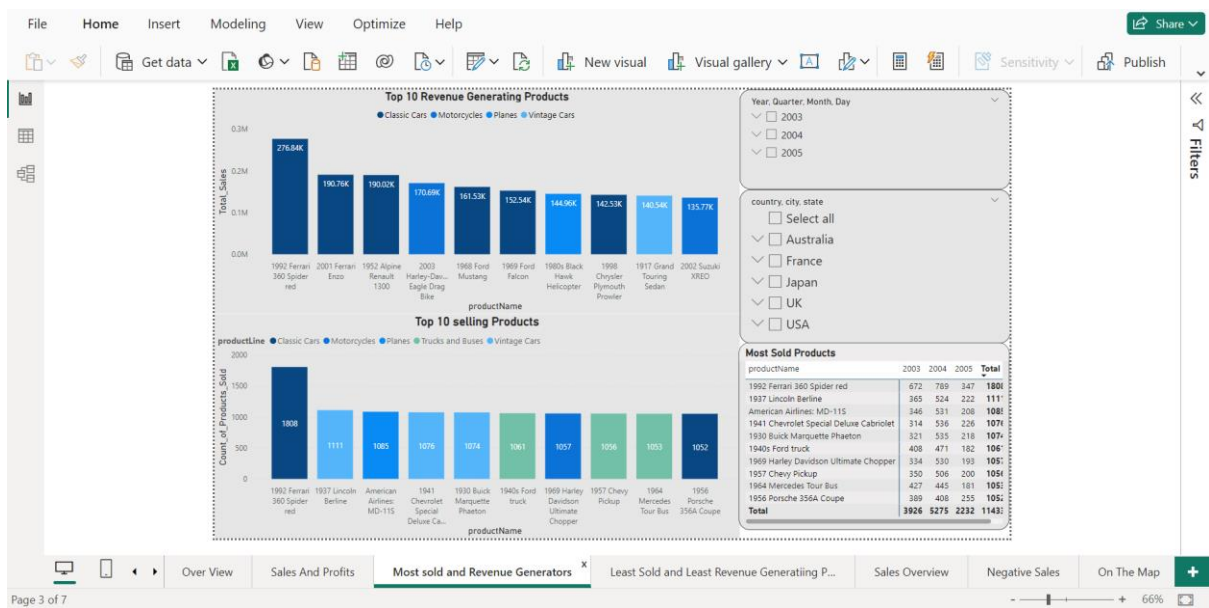 File Home Insert Modeling View Optimize Help Share
Get data New visual Visual gallery A Sensitivity Publish
Top 10 Revenue Generating Products
Classic Cars Motorcycles Planes Vintage Cars
Total_Sales
0.3M
0.2M
0.1M
0.0M
276.84K 190.76K 190.02K 170.69K 161.53K 152.54K 144.96K 142.53K 140.54K 135.77K
1992 Ferrari 360 Spider red
2001 Ferrari Enzo
1952 Alpine Renault 1300
2003 Harley-Dav... Eagle Drag Bike
1968 Ford Mustang
1969 Ford Falcon
1980s Black Hawk Helicopter
1998 Chrysler Plymouth Prowler
1917 Grand Touring Sedan
2002 Suzuki XREO
productName
Top 10 selling Products
productLine Classic Cars Motorcycles Planes Trucks and Buses Vintage Cars
Count_of_Products_Sold
2000
1500
1000
500
0
1808 1111 1085 1076 1074 1061 1057 1056 1053 1052
1992 Ferrari 360 Spider red
1937 Lincoln Berline
American Airlines: MD-11S
1941 Chevrolet Special Deluxe Ca...
1930 Buick Marquette Phaeton
1940s Ford truck
1969 Harley Davidson Ultimate Chopper
1957 Chevy Pickup
1964 Mercedes Tour Bus
1956 Porsche 356A Coupe
productName
Year, Quarter, Month, Day
2003
2004
2005
country, city, state
Select all
Australia
France
Japan
UK
USA
Most Sold Products
productName 2003 2004 2005 Total
1992 Ferrari 360 Spider red 672 789 347 1808
1937 Lincoln Berline 365 524 222 111
American Airlines: MD-11S 346 531 208 1085
1941 Chevrolet Special Deluxe Cabriolet 314 536 226 1076
1930 Buick Marquette Phaeton 321 535 218 1074
1940s Ford truck 408 471 182 106
1969 Harley Davidson Ultimate Chopper 334 530 193 1057
1957 Chevy Pickup 350 506 200 1056
1964 Mercedes Tour Bus 427 445 181 1053
1956 Porsche 356A Coupe 389 408 255 1052
Total 3926 5275 2232 1143
Filters
Over View Sales And Profits Most sold and Revenue Generators x Least Sold and Least Revenue Generatiing P... Sales Overview Negative Sales On The Map +
Page 3 of 7 - + 66%